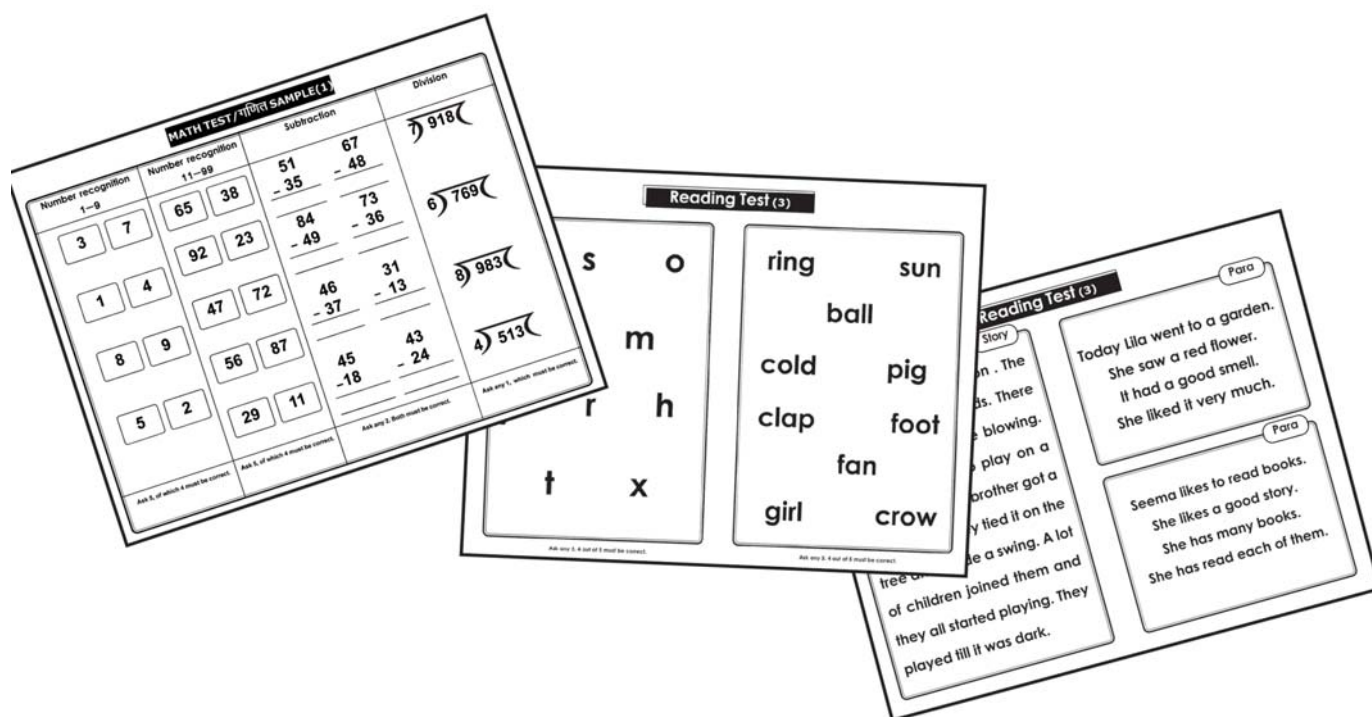 MATH TEST/गणित SAMPLE(1)
Number recognition
1–9
3 7
1 4
8 9
5 2
Ask 5, of which 4 must be correct.
Number recognition
11–99
65 38
92 23
47 72
56 87
29 11
Ask 5, of which 4 must be correct.
Subtraction
51 67
- 35 - 48
84 73
- 49 - 36
46 31
- 37 - 13
45 43
-18 - 24
Ask any 2. Both must be correct.
Division
7)918(
6)769(
8)983(
4)513(
Ask any 1, which must be correct.
Reading Test (3)
s o
m
r h
t x
Ask any 5. 4 out of 5 must be correct.
ring sun
ball
cold pig
clap foot
fan
girl crow
Ask any 5. 4 out of 5 must be correct.
Reading Test (3)
Story
The
There
blowing.
play on a
brother got a
tied it on the
tree a swing. A lot
of children joined them and
they all started playing. They
played till it was dark.
Para
Today Lila went to a garden.
She saw a red flower.
It had a good smell.
She liked it very much.
Para
Seema likes to read books.
She likes a good story.
She has many books.
She has read each of them.